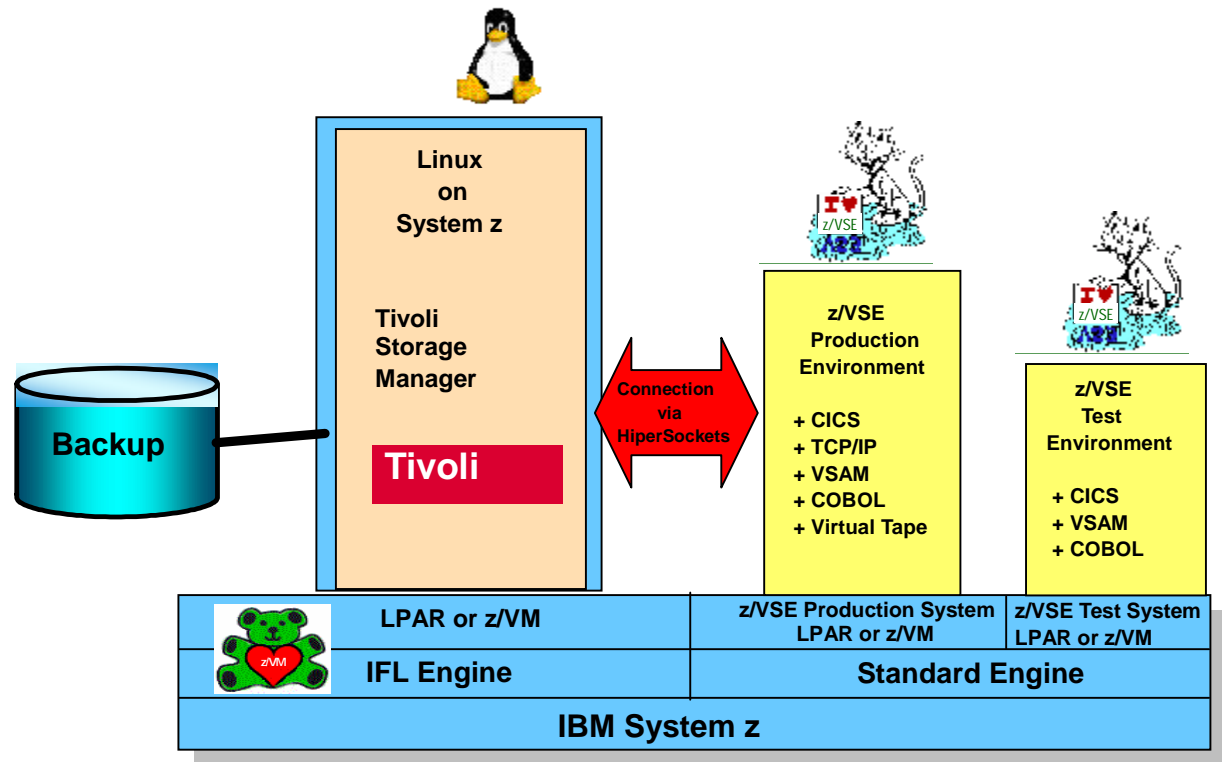 Linux
on
System z
Tivoli
Storage
Manager
Tivoli
Backup
Connection
via
HiperSockets
I ♥
z/VSE
VSE
z/VSE
Production
Environment
+ CICS
+ TCP/IP
+ VSAM
+ COBOL
+ Virtual Tape
I ♥
z/VSE
VSE
z/VSE
Test
Environment
+ CICS
+ VSAM
+ COBOL
LPAR or z/VM
z/VSE Production System
LPAR or z/VM
z/VSE Test System
LPAR or z/VM
z/VM
IFL Engine
Standard Engine
IBM System z